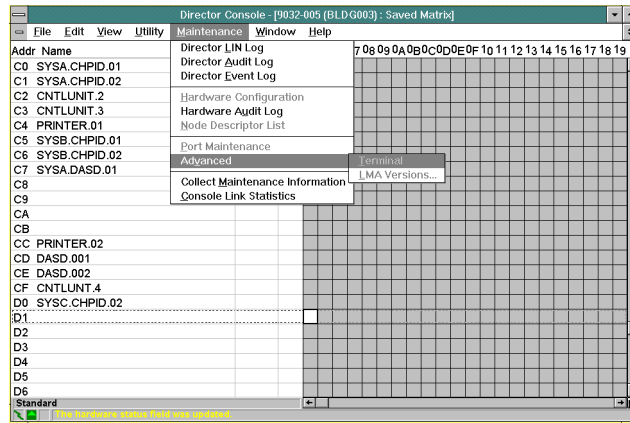 Director Console - [9032-005 (BLDG003) : Saved Matrix]
File Edit View Utility Maintenance Window Help
Addr Name
7 08 09 0A 0B 0C 0D 0E 0F 10 11 12 13 14 15 16 17 18 19
Director LIN Log
Director Audit Log
Director Event Log
Hardware Configuration
Hardware Audit Log
Node Descriptor List
Port Maintenance
Advanced
Collect Maintenance Information
Console Link Statistics
Terminal
LMA Versions...
C0 SYSA.CHPID.01
C1 SYSA.CHPID.02
C2 CNTLUNIT.2
C3 CNTLUNIT.3
C4 PRINTER.01
C5 SYSB.CHPID.01
C6 SYSB.CHPID.02
C7 SYSA.DASD.01
C8
C9
CA
CB
CC PRINTER.02
CD DASD.001
CE DASD.002
CF CNTLUNT.4
D0 SYSC.CHPID.02
D1
D2
D3
D4
D5
D6
Standard
The hardware status field was updated.